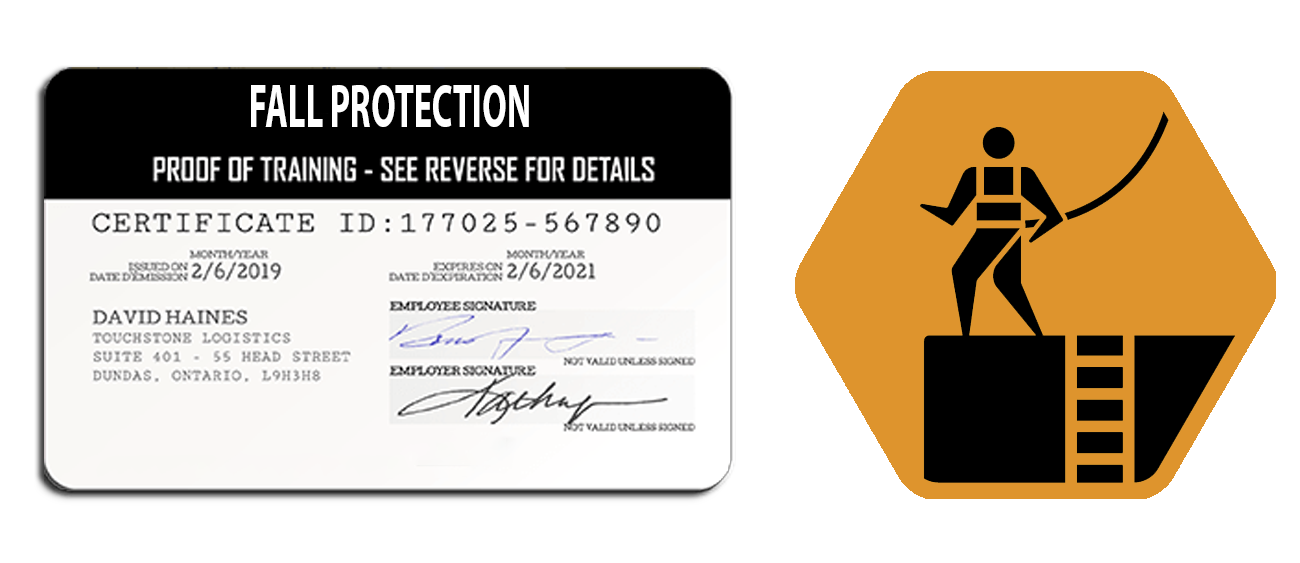 FALL PROTECTION
PROOF OF TRAINING - SEE REVERSE FOR DETAILS
CERTIFICATE ID:177025-567890
MONTH/YEAR
ISSUED ON
DATE D'EMISSION 2/6/2019
MONTH/YEAR
EXPIRES ON
DATE D'EXPIRATION 2/6/2021
DAVID HAINES
TOUCHSTONE LOGISTICS
SUITE 401 - 55 HEAD STREET
DUNDAS, ONTARIO, L9H3H8
EMPLOYEE SIGNATURE
NOT VALID UNLESS SIGNED
EMPLOYER SIGNATURE
NOT VALID UNLESS SIGNED